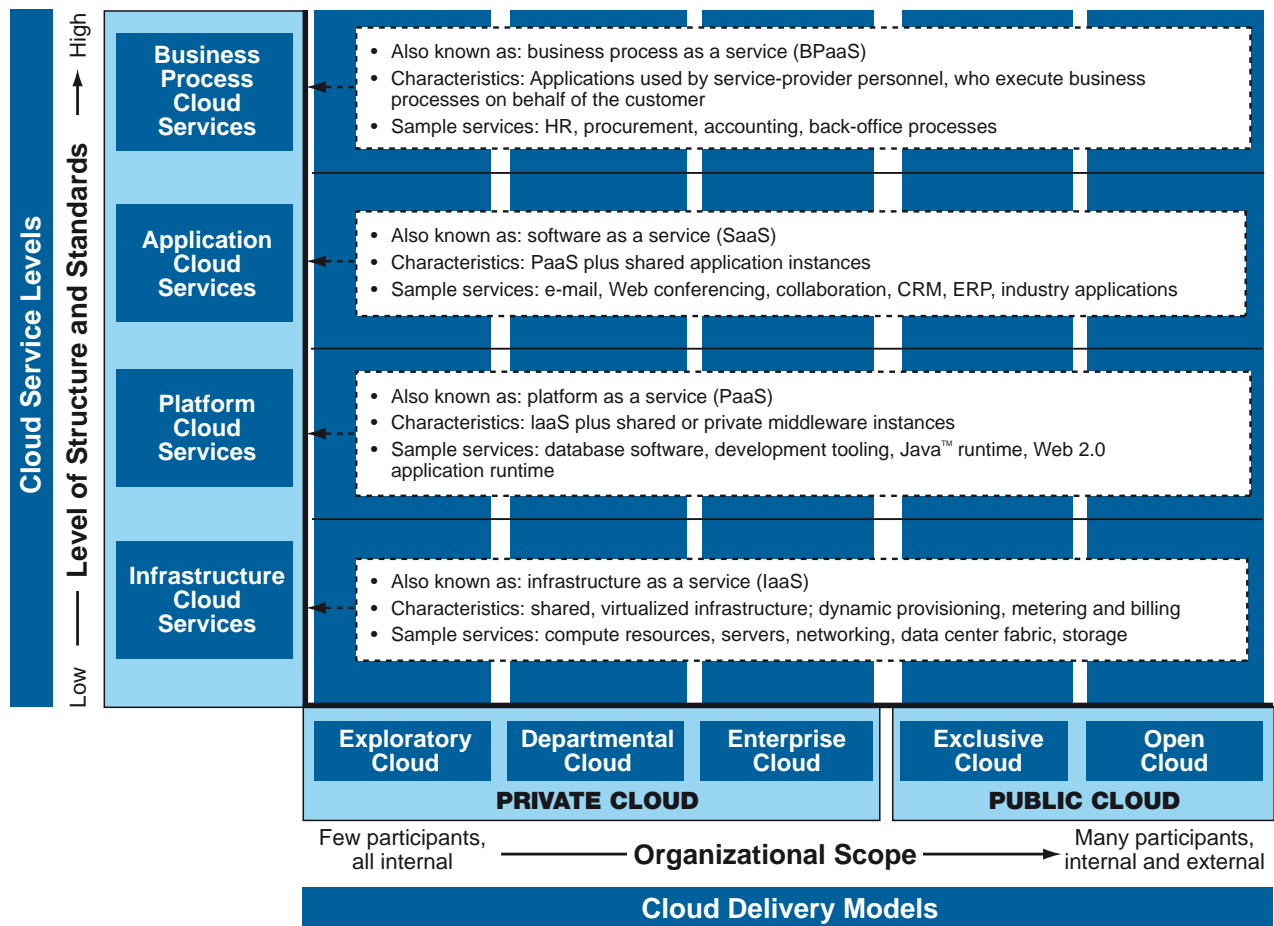 Cloud Service Levels
Low
Level of Structure and Standards
High
Business
Process
Cloud
Services
• Also known as: business process as a service (BPaaS)
• Characteristics: Applications used by service-provider personnel, who execute business
processes on behalf of the customer
• Sample services: HR, procurement, accounting, back-office processes
Application
Cloud
Services
• Also known as: software as a service (SaaS)
• Characteristics: PaaS plus shared application instances
• Sample services: e-mail, Web conferencing, collaboration, CRM, ERP, industry applications
Platform
Cloud
Services
• Also known as: platform as a service (PaaS)
• Characteristics: IaaS plus shared or private middleware instances
• Sample services: database software, development tooling, Java™ runtime, Web 2.0
application runtime
Infrastructure
Cloud
Services
• Also known as: infrastructure as a service (IaaS)
• Characteristics: shared, virtualized infrastructure; dynamic provisioning, metering and billing
• Sample services: compute resources, servers, networking, data center fabric, storage
Exploratory
Cloud
Departmental
Cloud
Enterprise
Cloud
PRIVATE CLOUD
Exclusive
Cloud
Open
Cloud
PUBLIC CLOUD
Few participants,
all internal
Organizational Scope
Many participants,
internal and external
Cloud Delivery Models